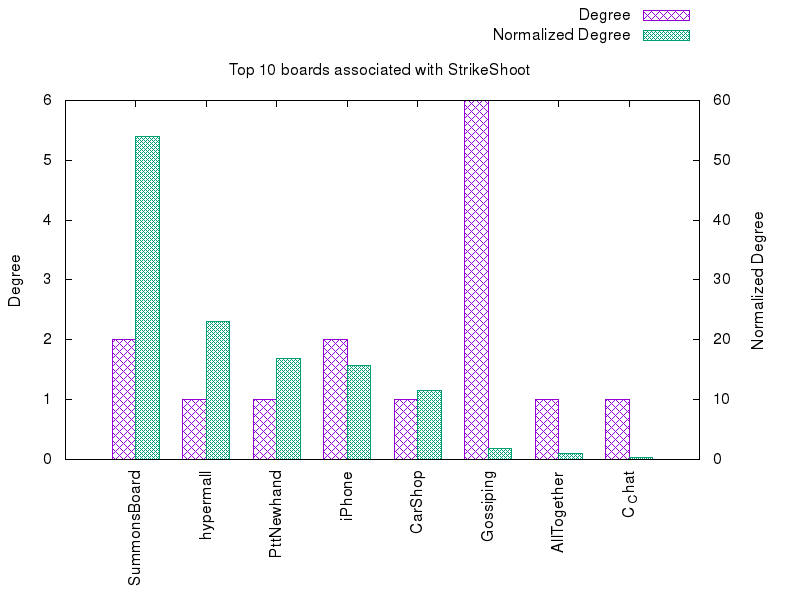 Degree
Normalized Degree
Top 10 boards associated with StrikeShoot
6
5
4
3
2
1
0
60
50
40
30
20
10
0
Degree
Normalized Degree
SummonsBoard
hypermall
PttNewhand
iPhone
CarShop
Gossiping
AllTogether
C_Chat